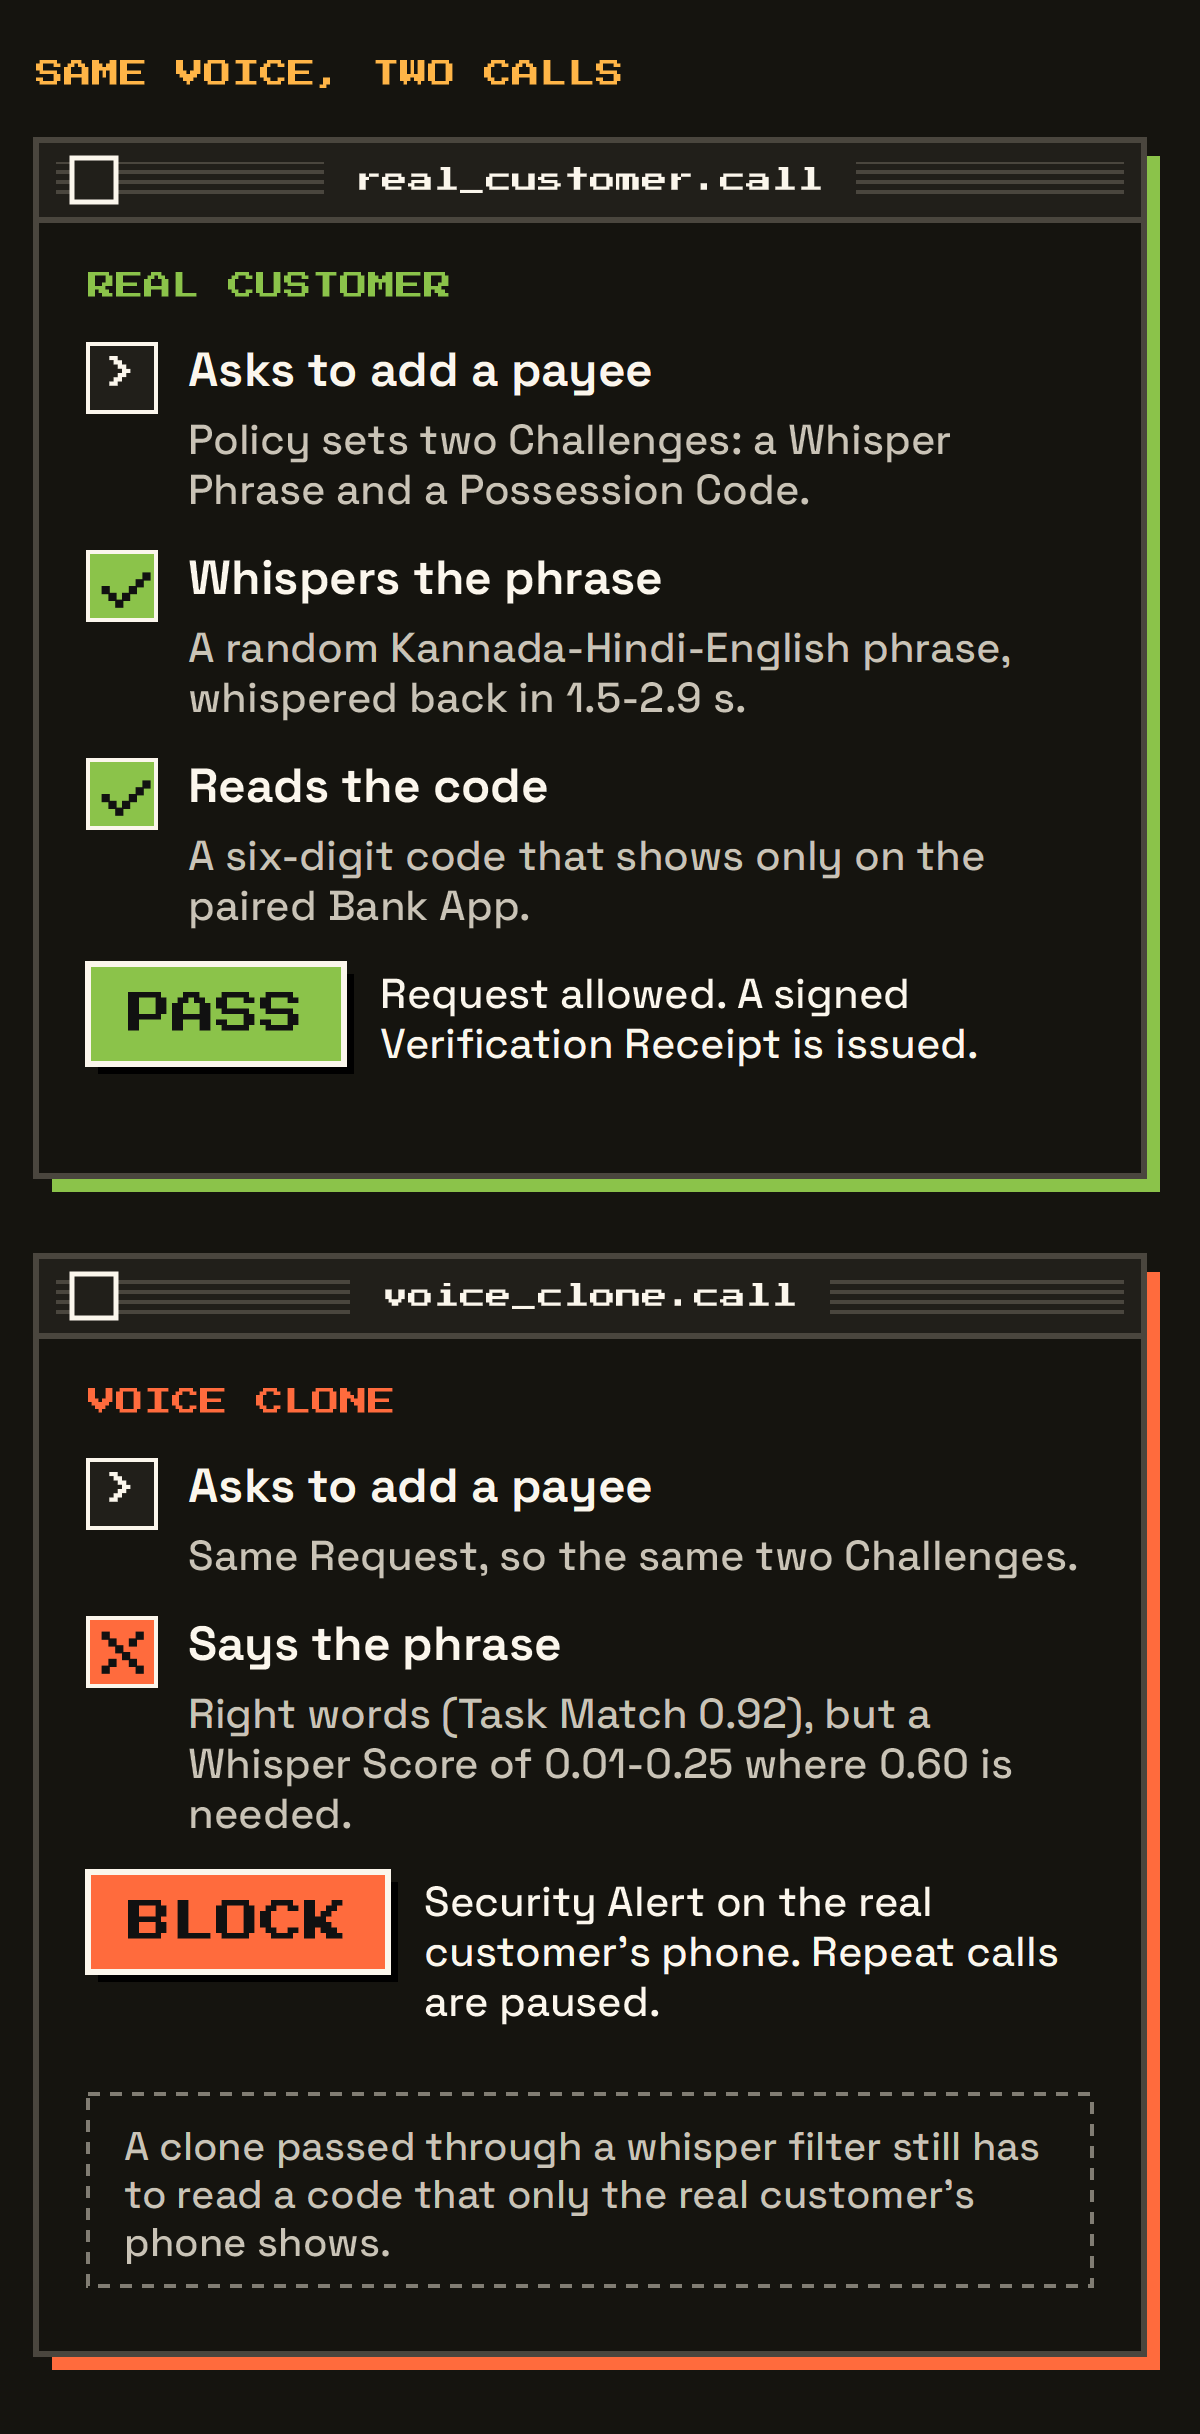 SAME VOICE, TWO CALLS
real_customer.call
REAL CUSTOMER
Asks to add a payee
Policy sets two Challenges: a Whisper
Phrase and a Possession Code.
Whispers the phrase
A random Kannada-Hindi-English phrase,
whispered back in 1.5-2.9 s.
Reads the code
A six-digit code that shows only on the
paired Bank App.
PASS
Request allowed. A signed
Verification Receipt is issued.
voice_clone.call
VOICE CLONE
Asks to add a payee
Same Request, so the same two Challenges.
Says the phrase
Right words (Task Match 0.92), but a
Whisper Score of 0.01-0.25 where 0.60 is
needed.
BLOCK
Security Alert on the real
customer’s phone. Repeat calls
are paused.
A clone passed through a whisper filter still has
to read a code that only the real customer’s
phone shows.